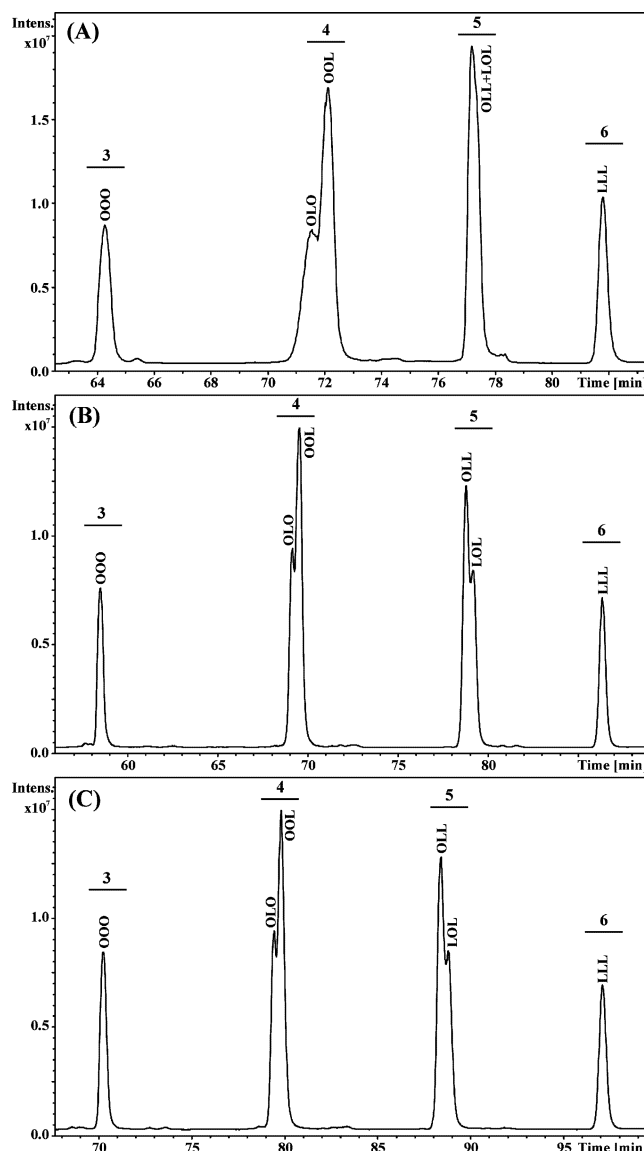 Intens.
x10⁷
(A)
3
OOO
4
OLO
OOL
5
OLL+LOL
6
LLL
1.5
1.0
0.5
0.0
64 66 68 70 72 74 76 78 80 Time [min
Intens.
x10⁷
(B)
3
OOO
4
OLO
OOL
5
OLL
LOL
6
LLL
1.0
0.5
0.0
60 70 80 Time [min
Intens.
x10⁷
(C)
3
OOO
4
OLO
OOL
5
OLL
LOL
6
LLL
1.0
0.5
0.0
70 75 80 85 90 95 Time [min